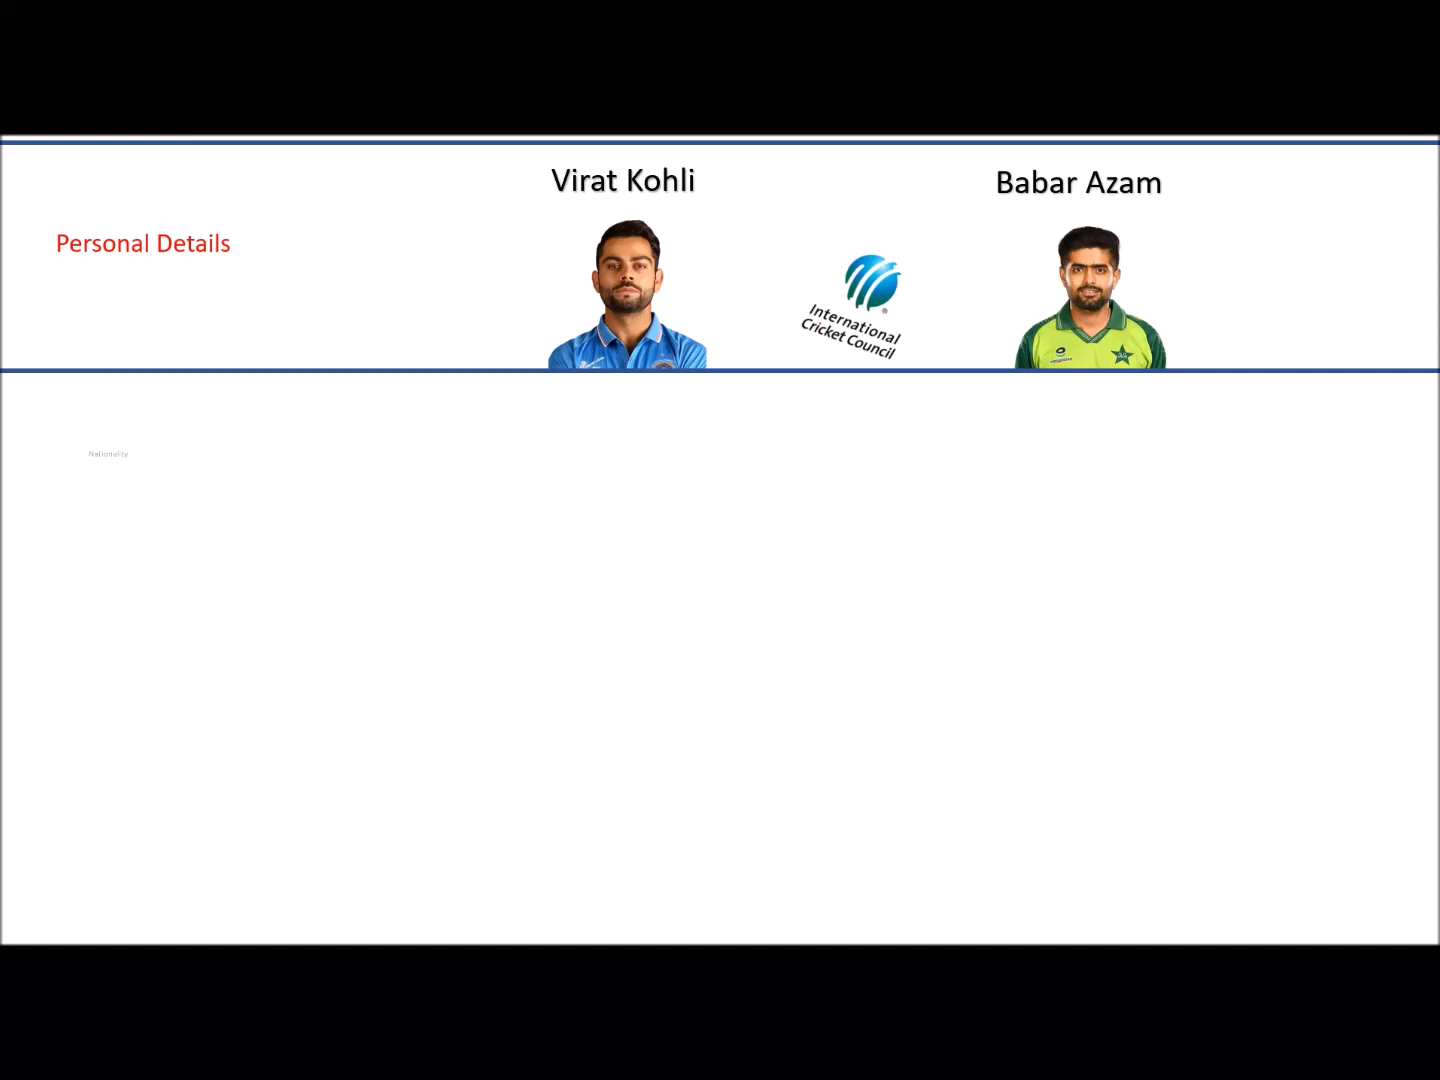 Virat Kohli
Babar Azam
Personal Details
International
Cricket Council
Nationality